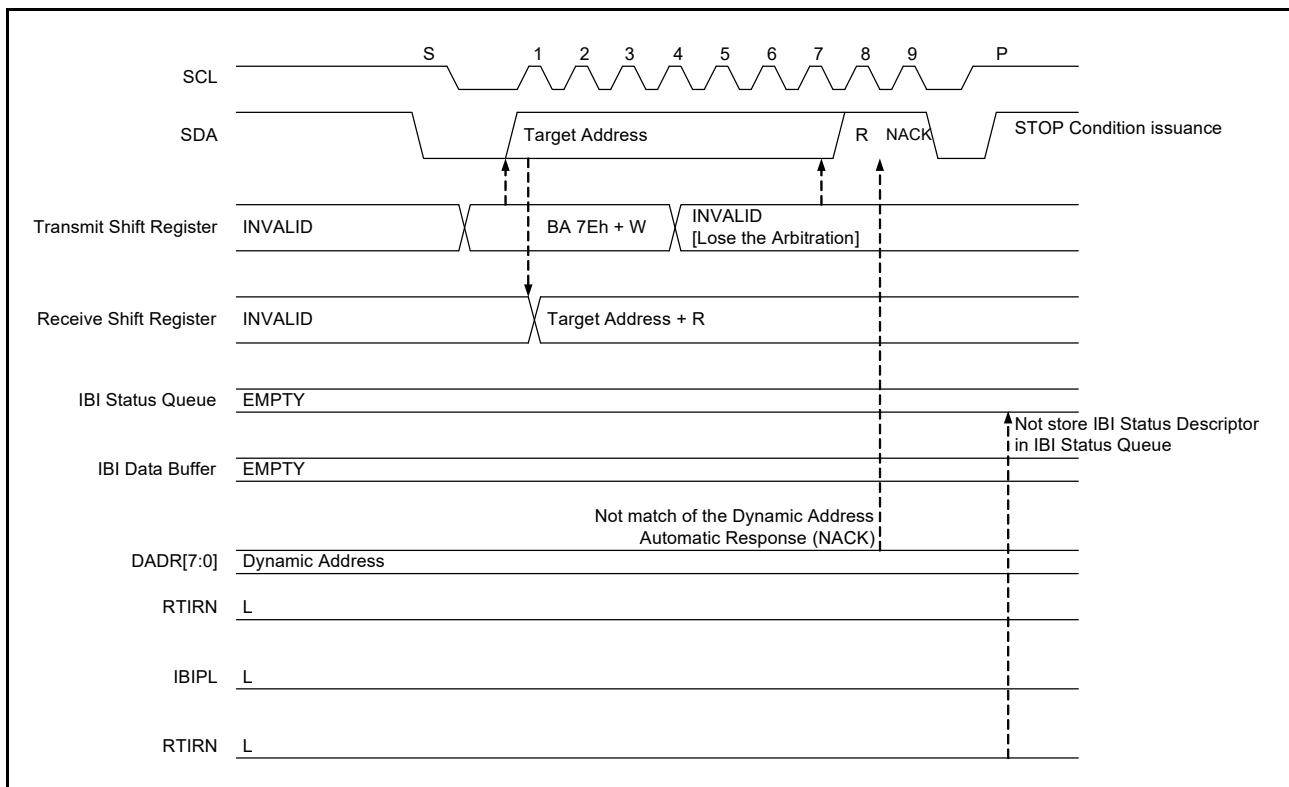 S 1 2 3 4 5 6 7 8 9 P
SCL
SDA Target Address R NACK STOP Condition issuance
Transmit Shift Register INVALID BA 7Eh + W INVALID
[Lose the Arbitration]
Receive Shift Register INVALID Target Address + R
IBI Status Queue EMPTY
Not store IBI Status Descriptor
in IBI Status Queue
IBI Data Buffer EMPTY
Not match of the Dynamic Address
Automatic Response (NACK)
DADR[7:0] Dynamic Address
RTIRN L
IBIPL L
RTIRN L